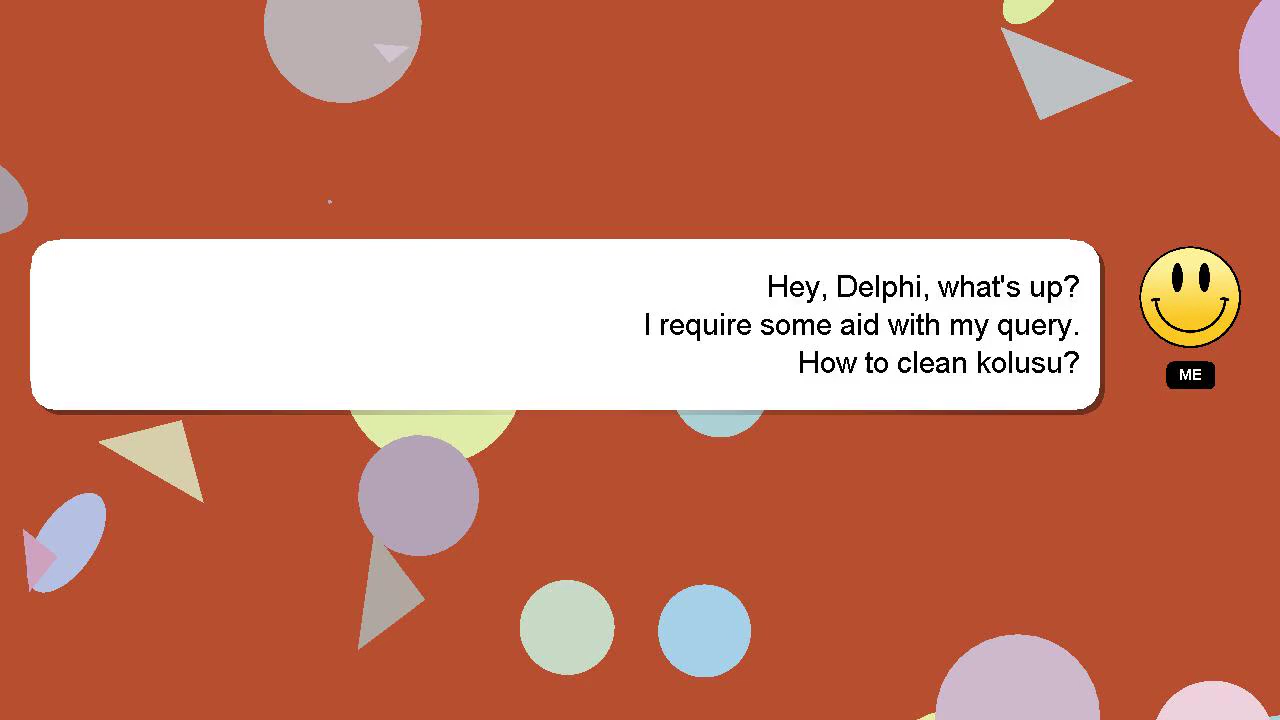 Hey, Delphi, what's up?
I require some aid with my query.
How to clean kolusu?
ME